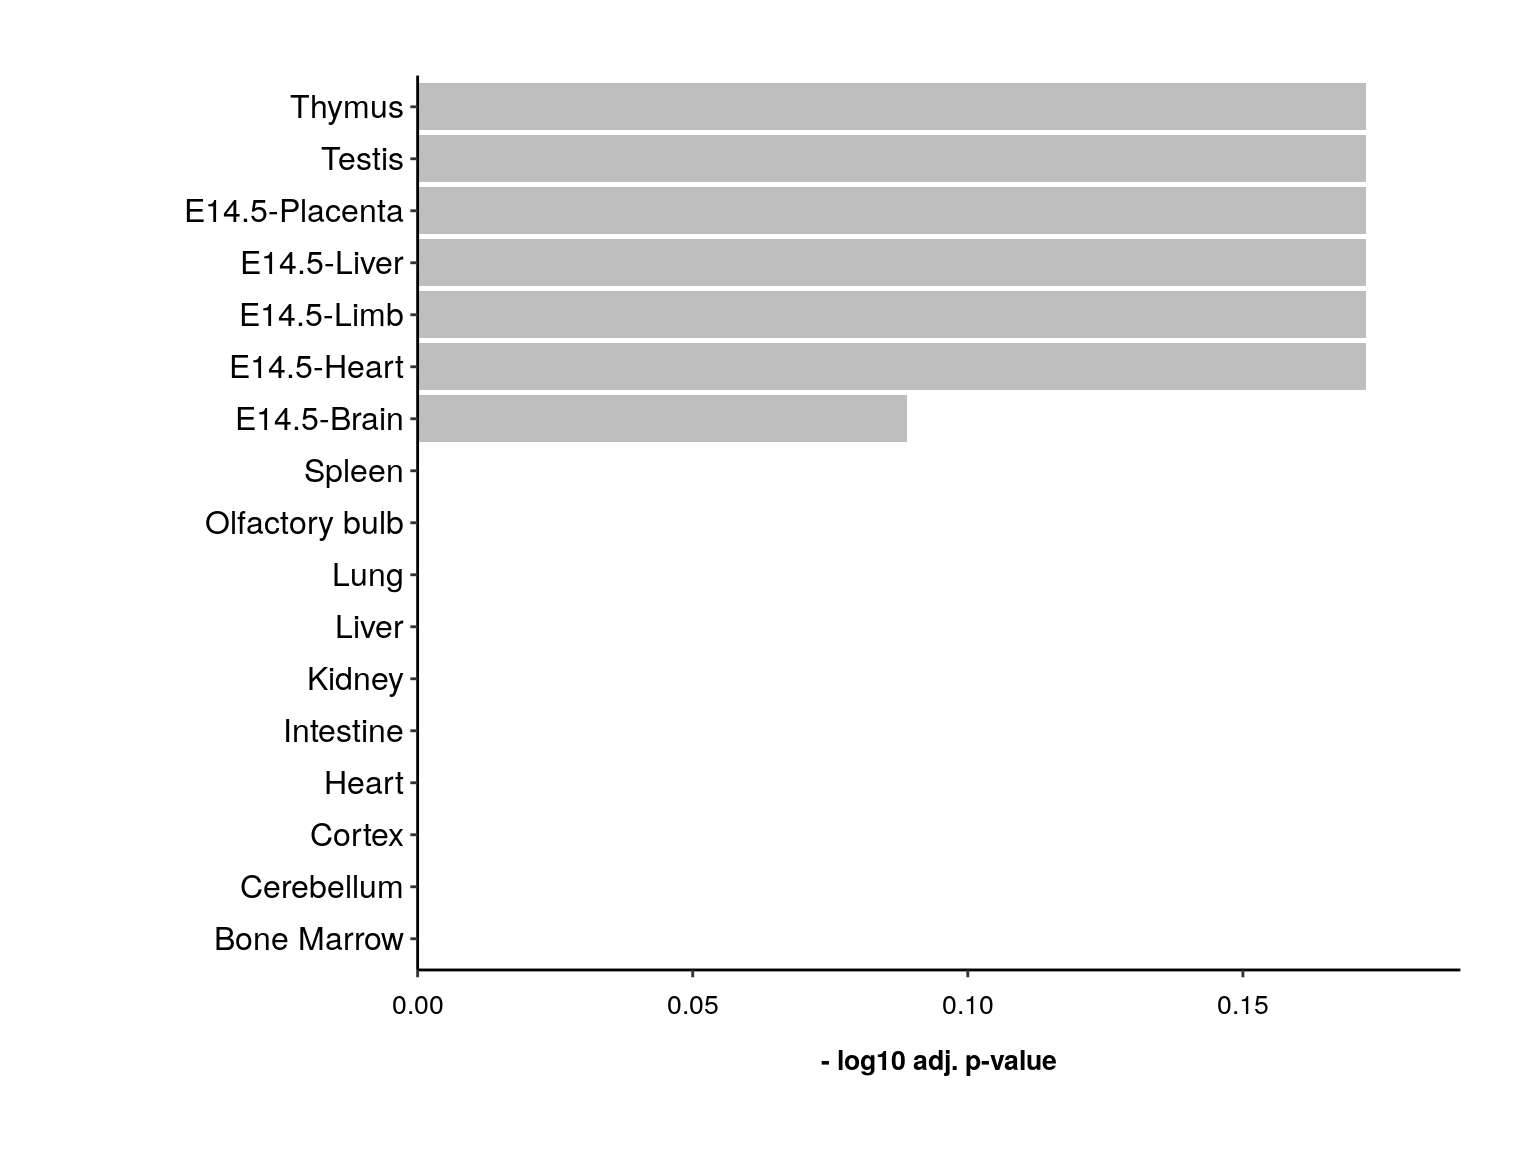 Thymus
Testis
E14.5-Placenta
E14.5-Liver
E14.5-Limb
E14.5-Heart
E14.5-Brain
Spleen
Olfactory bulb
Lung
Liver
Kidney
Intestine
Heart
Cortex
Cerebellum
Bone Marrow
0.00 0.05 0.10 0.15
- log10 adj. p-value